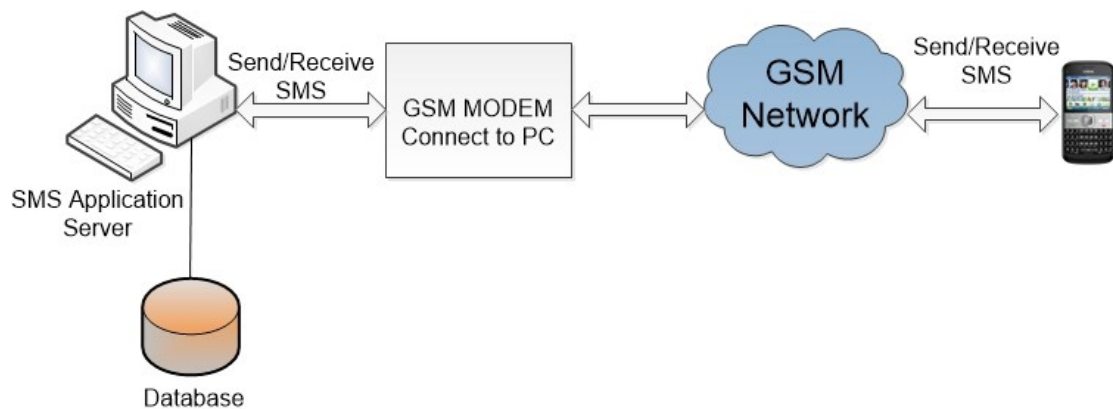 Send/Receive
SMS
GSM MODEM
Connect to PC
GSM
Network
Send/Receive
SMS
SMS Application
Server
Database